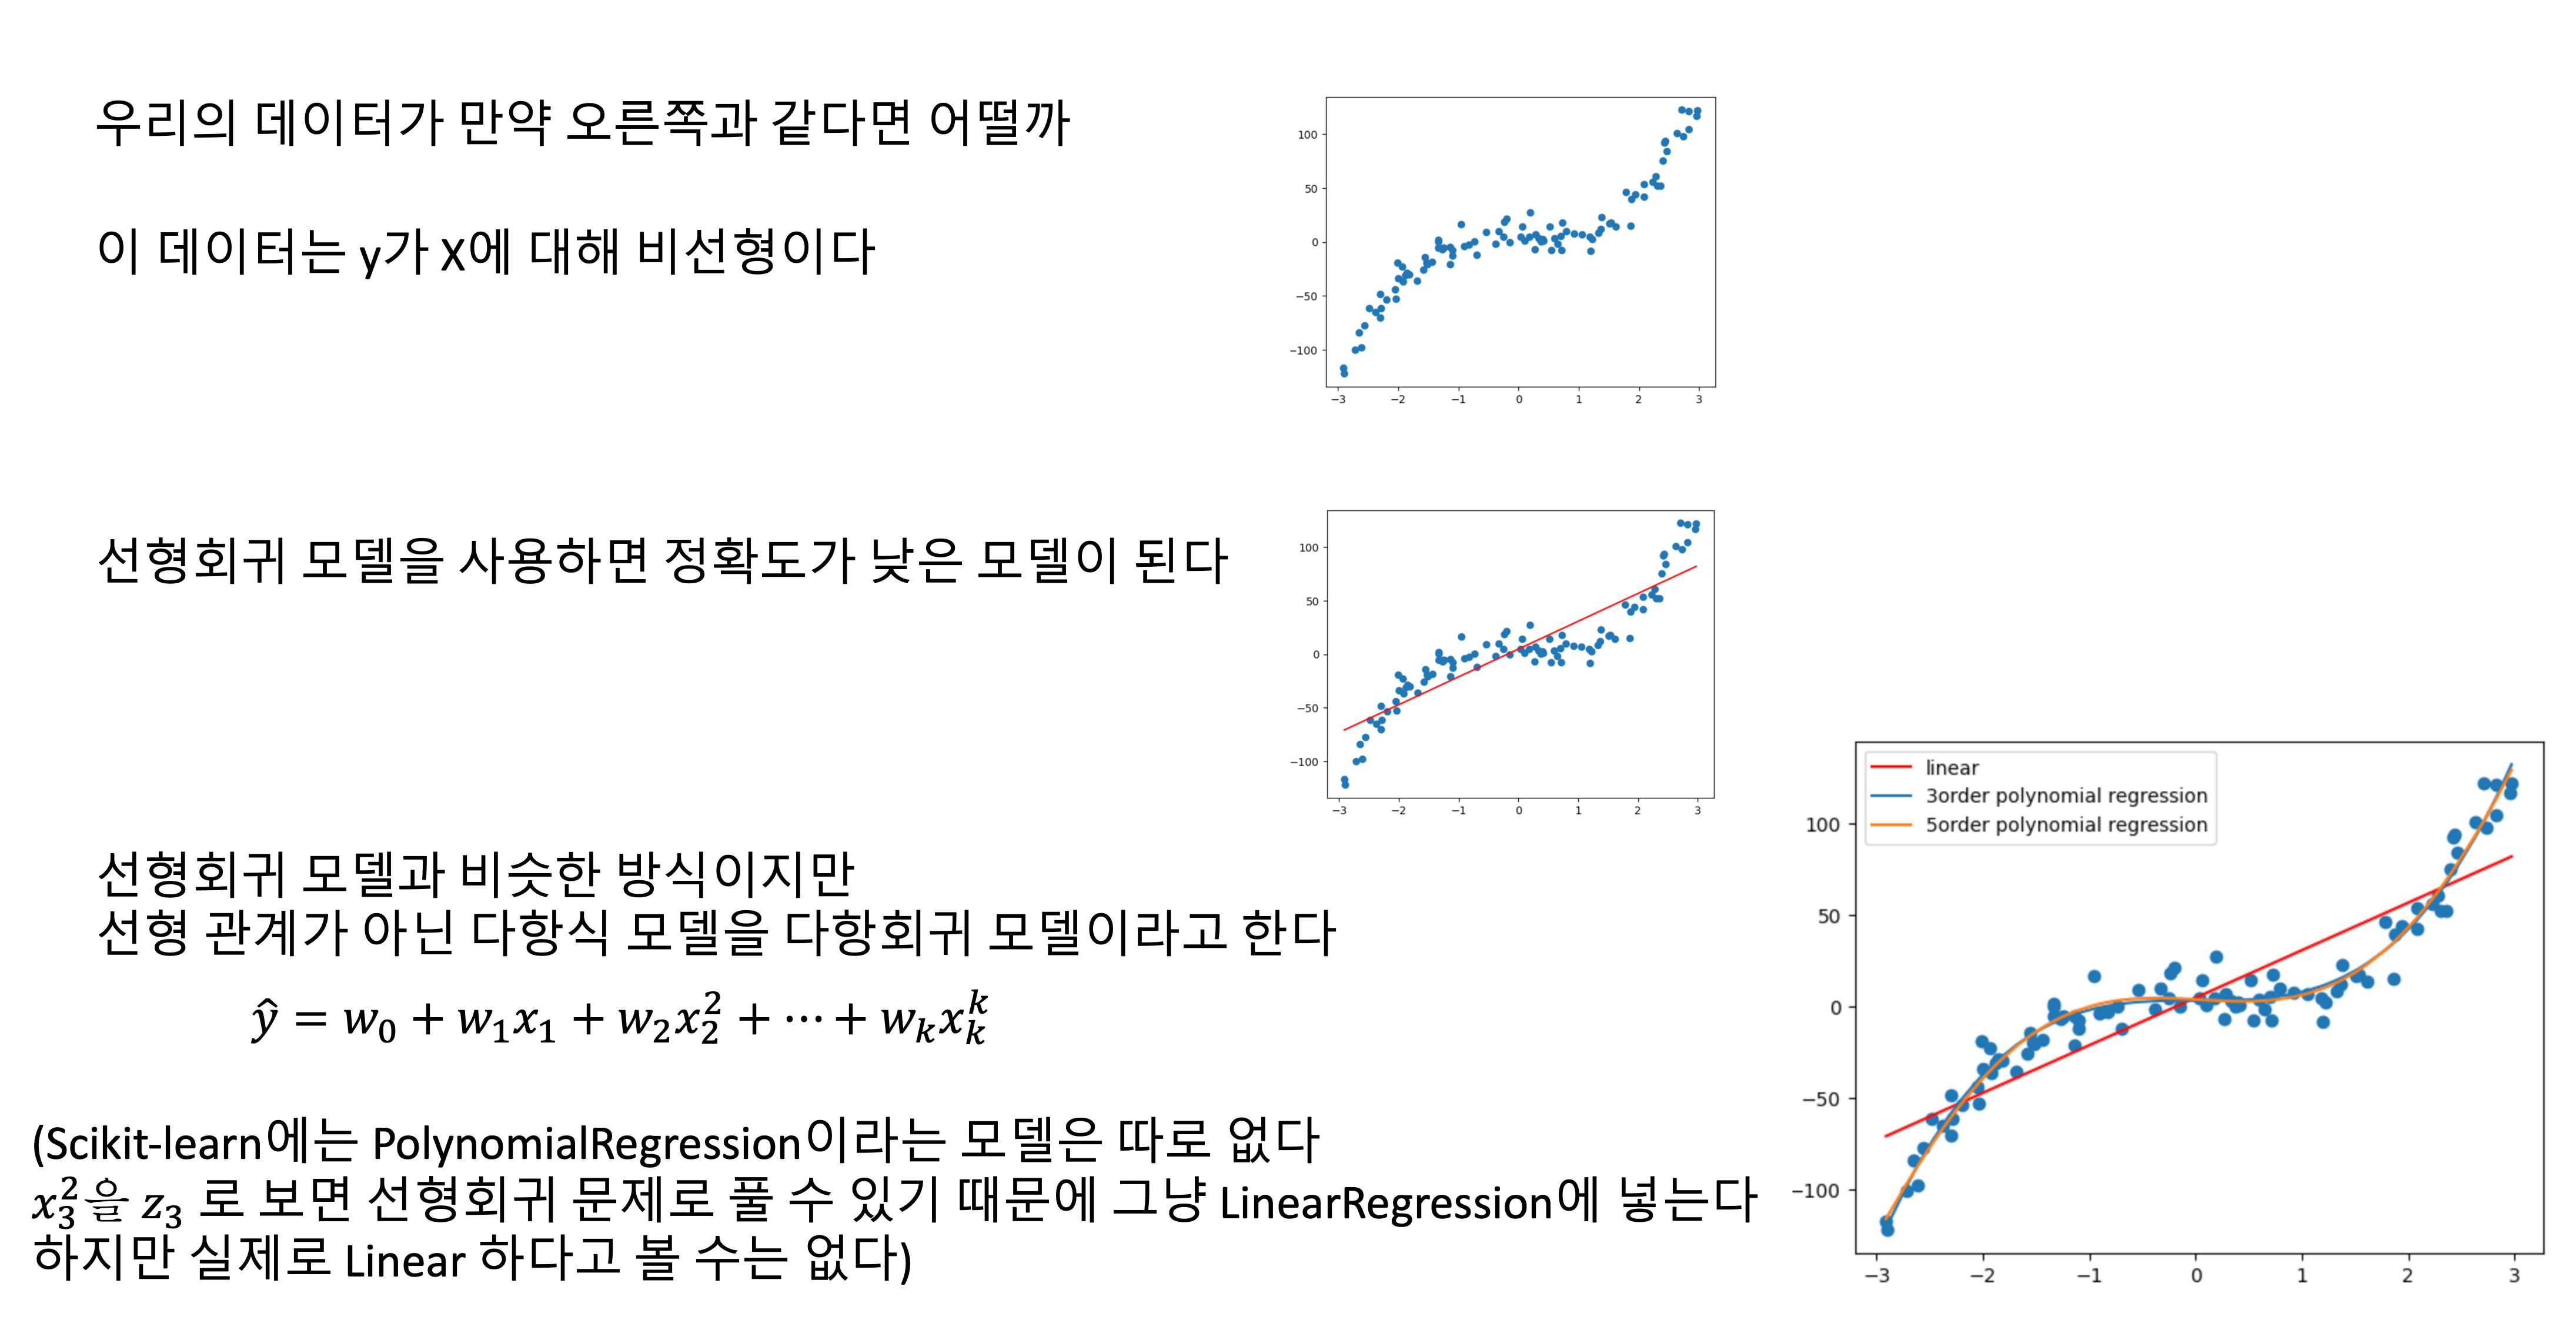 우리의 데이터가 만약 오른쪽과 같다면 어떨까
이 데이터는 y가 X에 대해 비선형이다
100
50
0
−50
−100
−3 −2 −1 0 1 2 3
선형회귀 모델을 사용하면 정확도가 낮은 모델이 된다
100
50
0
−50
−100
−3 −2 −1 0 1 2 3
선형회귀 모델과 비슷한 방식이지만
선형 관계가 아닌 다항식 모델을 다항회귀 모델이라고 한다
ŷ = w₀ + w₁x₁ + w₂x₂² + ⋯ + wₖxₖᵏ
(Scikit-learn에는 PolynomialRegression이라는 모델은 따로 없다
x₃²을 z₃ 로 보면 선형회귀 문제로 풀 수 있기 때문에 그냥 LinearRegression에 넣는다
하지만 실제로 Linear 하다고 볼 수는 없다)
linear
3order polynomial regression
5order polynomial regression
100
50
0
−50
−100
−3 −2 −1 0 1 2 3